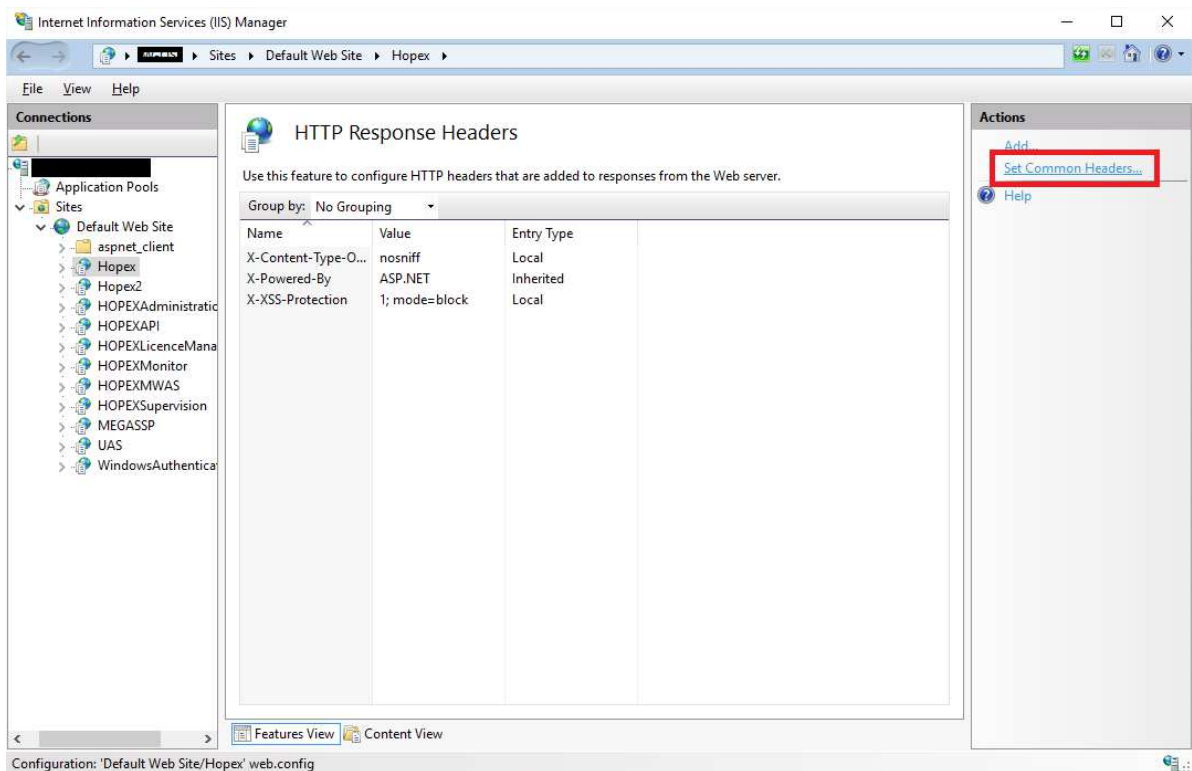 Internet Information Services (IIS) Manager
Sites Default Web Site Hopex
File View Help
Connections
Application Pools
Sites
Default Web Site
aspnet_client
Hopex
Hopex2
HOPEXAdministratic
HOPEXAPI
HOPEXLicenceMana
HOPEXMonitor
HOPEXMWAS
HOPEXSupervision
MEGASSP
UAS
WindowsAuthentica
HTTP Response Headers
Use this feature to configure HTTP headers that are added to responses from the Web server.
Group by: No Grouping
Name Value Entry Type
X-Content-Type-O... nosniff Local
X-Powered-By ASP.NET Inherited
X-XSS-Protection 1; mode=block Local
Features View Content View
Actions
Add...
Set Common Headers...
Help
Configuration: 'Default Web Site/Hopex' web.config